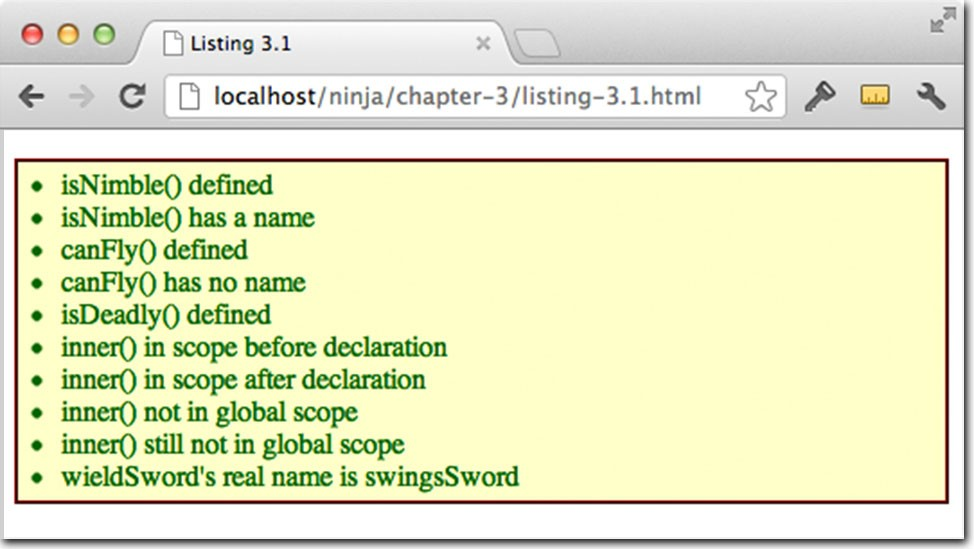 Listing 3.1
localhost/ninja/chapter-3/listing-3.1.html
isNimble() defined
isNimble() has a name
canFly() defined
canFly() has no name
isDeadly() defined
inner() in scope before declaration
inner() in scope after declaration
inner() not in global scope
inner() still not in global scope
wieldSword's real name is swingsSword